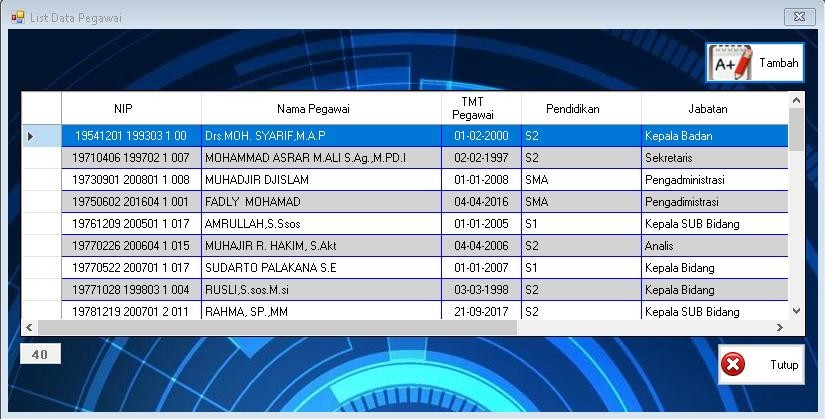 List Data Pegawai
A+ Tambah
NIP Nama Pegawai TMT Pegawai Pendidikan Jabatan
19541201 199303 1 00 Drs.MOH. SYARIF,M.A.P 01-02-2000 S2 Kepala Badan
19710406 199702 1 007 MOHAMMAD ASRAR M.ALI S.Ag.,M.PD.I 02-02-1997 S2 Sekretaris
19730901 200801 1 008 MUHADJIR DJISLAM 01-01-2008 SMA Pengadministrasi
19750602 201604 1 001 FADLY MOHAMAD 04-04-2016 SMA Pengadimistrasi
19761209 200501 1 017 AMRULLAH,S.Ssos 01-01-2005 S1 Kepala SUB Bidang
19770226 200604 1 015 MUHAJIR R. HAKIM, S.Akt 04-04-2006 S2 Analis
19770522 200701 1 017 SUDARTO PALAKANA S.E 01-01-2007 S1 Kepala Bidang
19771028 199803 1 004 RUSLI,S.sos.M.si 03-03-1998 S2 Kepala Bidang
19781219 200701 2 011 RAHMA, SP.,MM 21-09-2017 S2 Kepala SUB Bidang
40
Tutup